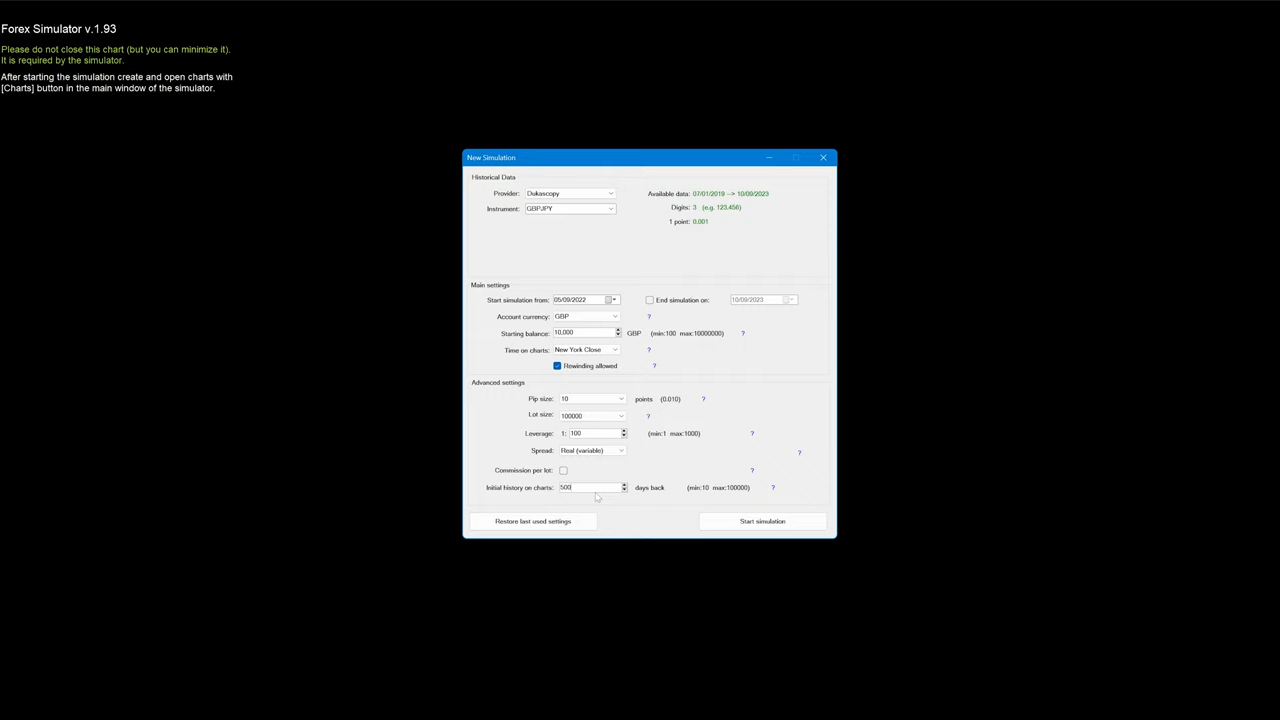 Forex Simulator v.1.93
Please do not close this chart (but you can minimize it).
It is required by the simulator.
After starting the simulation create and open charts with
[Charts] button in the main window of the simulator.
New Simulation
Historical Data
Provider: Dukascopy Available data: 07/01/2019 --> 10/09/2023
Instrument: GBPJPY Digits: 3 (e.g. 123.456)
1 point: 0.001
Main settings
Start simulation from: 05/09/2022 End simulation on: 10/09/2023
Account currency: GBP ?
Starting balance: 10,000 GBP (min:100 max:10000000) ?
Time on charts: New York Close ?
Rewinding allowed ?
Advanced settings
Pip size: 10 points (0.010) ?
Lot size: 100000 ?
Leverage: 1: 100 (min:1 max:1000) ?
Spread: Real (variable) ?
Commission per lot: ?
Initial history on charts: 500 days back (min:10 max:100000) ?
Restore last used settings Start simulation